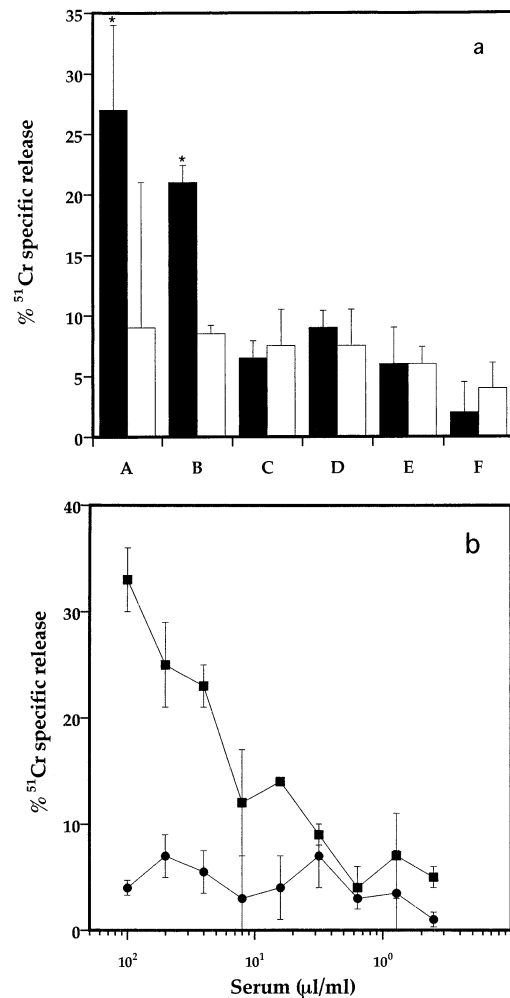 35
30
25
20
15
10
5
0
% ⁵¹Cr specific release
a
*
*
A B C D E F
40
30
20
10
0
% ⁵¹Cr specific release
b
10² 10¹ 10⁰
Serum (µl/ml)